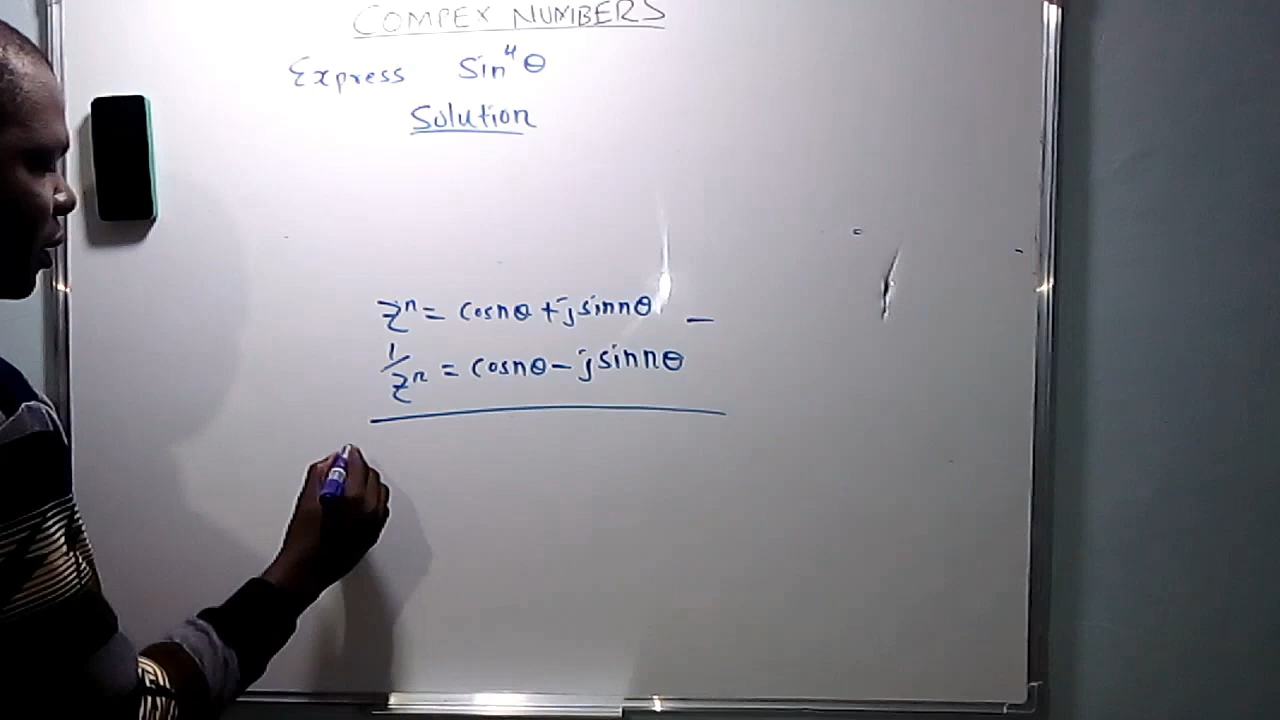 COMPEX NUMBERS
Express Sin⁴θ
Solution
zⁿ = cosnθ + jsinnθ –
1/zⁿ = cosnθ – jsinnθ